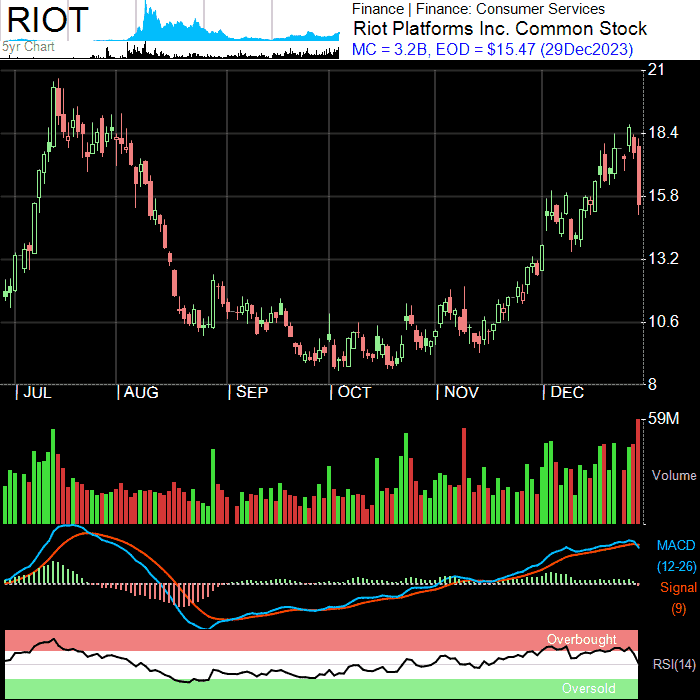 RIOT
5yr Chart
Finance | Finance: Consumer Services
Riot Platforms Inc. Common Stock
MC = 3.2B, EOD = $15.47 (29Dec2023)
21
18.4
15.8
13.2
10.6
8
| JUL | AUG | SEP | OCT | NOV | DEC
59M
Volume
MACD
(12-26)
Signal
(9)
Overbought
RSI(14)
Oversold